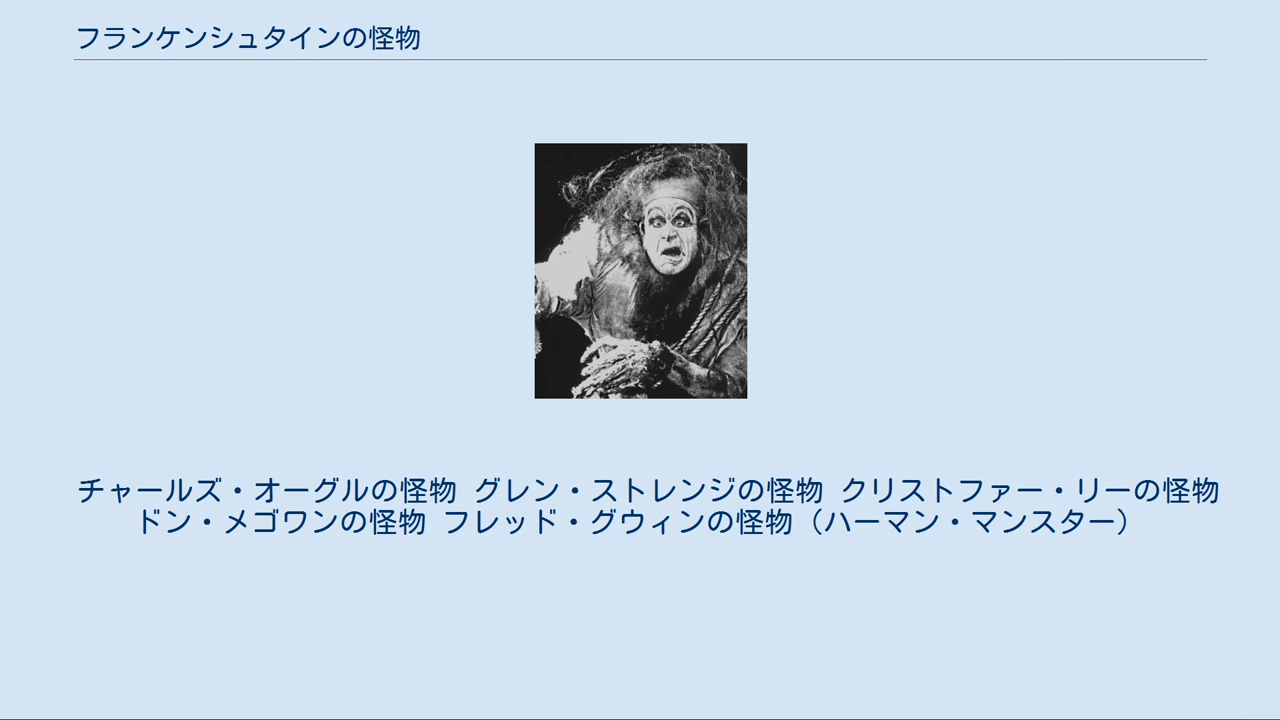 フランケンシュタインの怪物
チャールズ・オーグルの怪物 グレン・ストレンジの怪物 クリストファー・リーの怪物
ドン・メゴワンの怪物 フレッド・グウィンの怪物（ハーマン・マンスター）